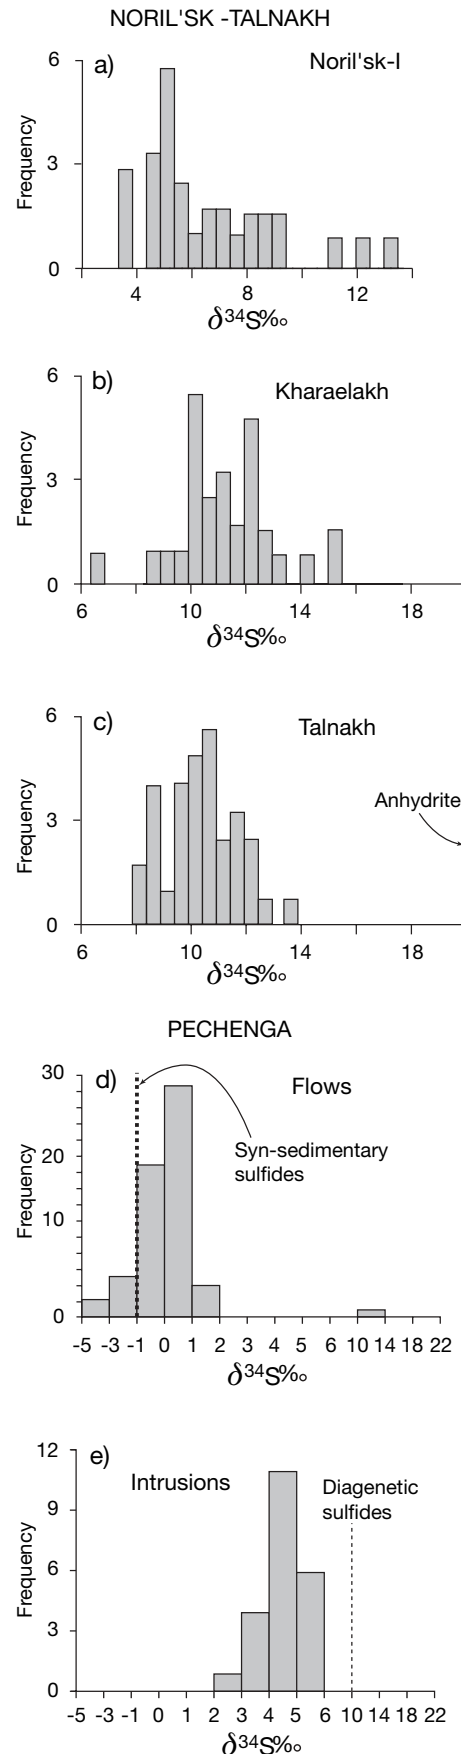 NORIL'SK -TALNAKH
a)
Noril'sk-I
6
3
0
Frequency
4 8 12
δ34S‰
b)
Kharaelakh
6
3
0
Frequency
6 10 14 18
δ34S‰
c)
Talnakh
Anhydrite
6
3
0
Frequency
6 10 14 18
δ34S‰
PECHENGA
d)
Flows
Syn-sedimentary
sulfides
30
20
10
0
Frequency
-5 -3 -1 0 1 2 3 4 5 6 10 14 18 22
δ34S‰
e)
Intrusions
Diagenetic
sulfides
12
9
6
3
0
Frequency
-5 -3 -1 0 2 3 4 5 6 10 14 18 22
δ34S‰